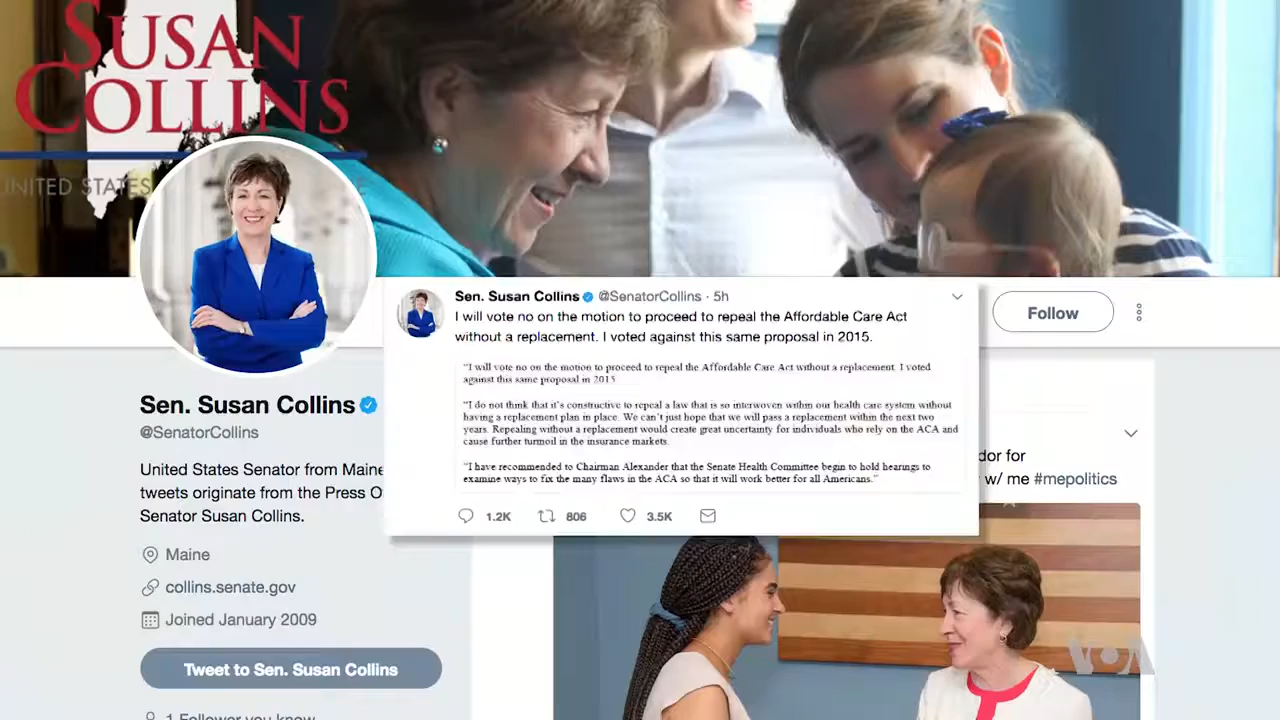 SUSAN
COLLINS
UNITED STATES
Sen. Susan Collins @SenatorCollins · 5h
I will vote no on the motion to proceed to repeal the Affordable Care Act
without a replacement. I voted against this same proposal in 2015.
"I will vote no on the motion to proceed to repeal the Affordable Care Act without a replacement. I voted
against this same proposal in 2015
"I do not think that it's constructive to repeal a law that is so interwoven within our health care system without
having a replacement plan in place. We can't just hope that we will pass a replacement within the next two
years. Repealing without a replacement would create great uncertainty for individuals who rely on the ACA and
cause further turmoil in the insurance markets.
"I have recommended to Chairman Alexander that the Senate Health Committee begin to hold hearings to
examine ways to fix the many flaws in the ACA so that it will work better for all Americans."
1.2K 806 3.5K
Follow
Sen. Susan Collins
@SenatorCollins
United States Senator from Maine
tweets originate from the Press O
Senator Susan Collins.
Maine
collins.senate.gov
Joined January 2009
Tweet to Sen. Susan Collins
1 Follower you know
dor for
w/ me #mepolitics
VOA